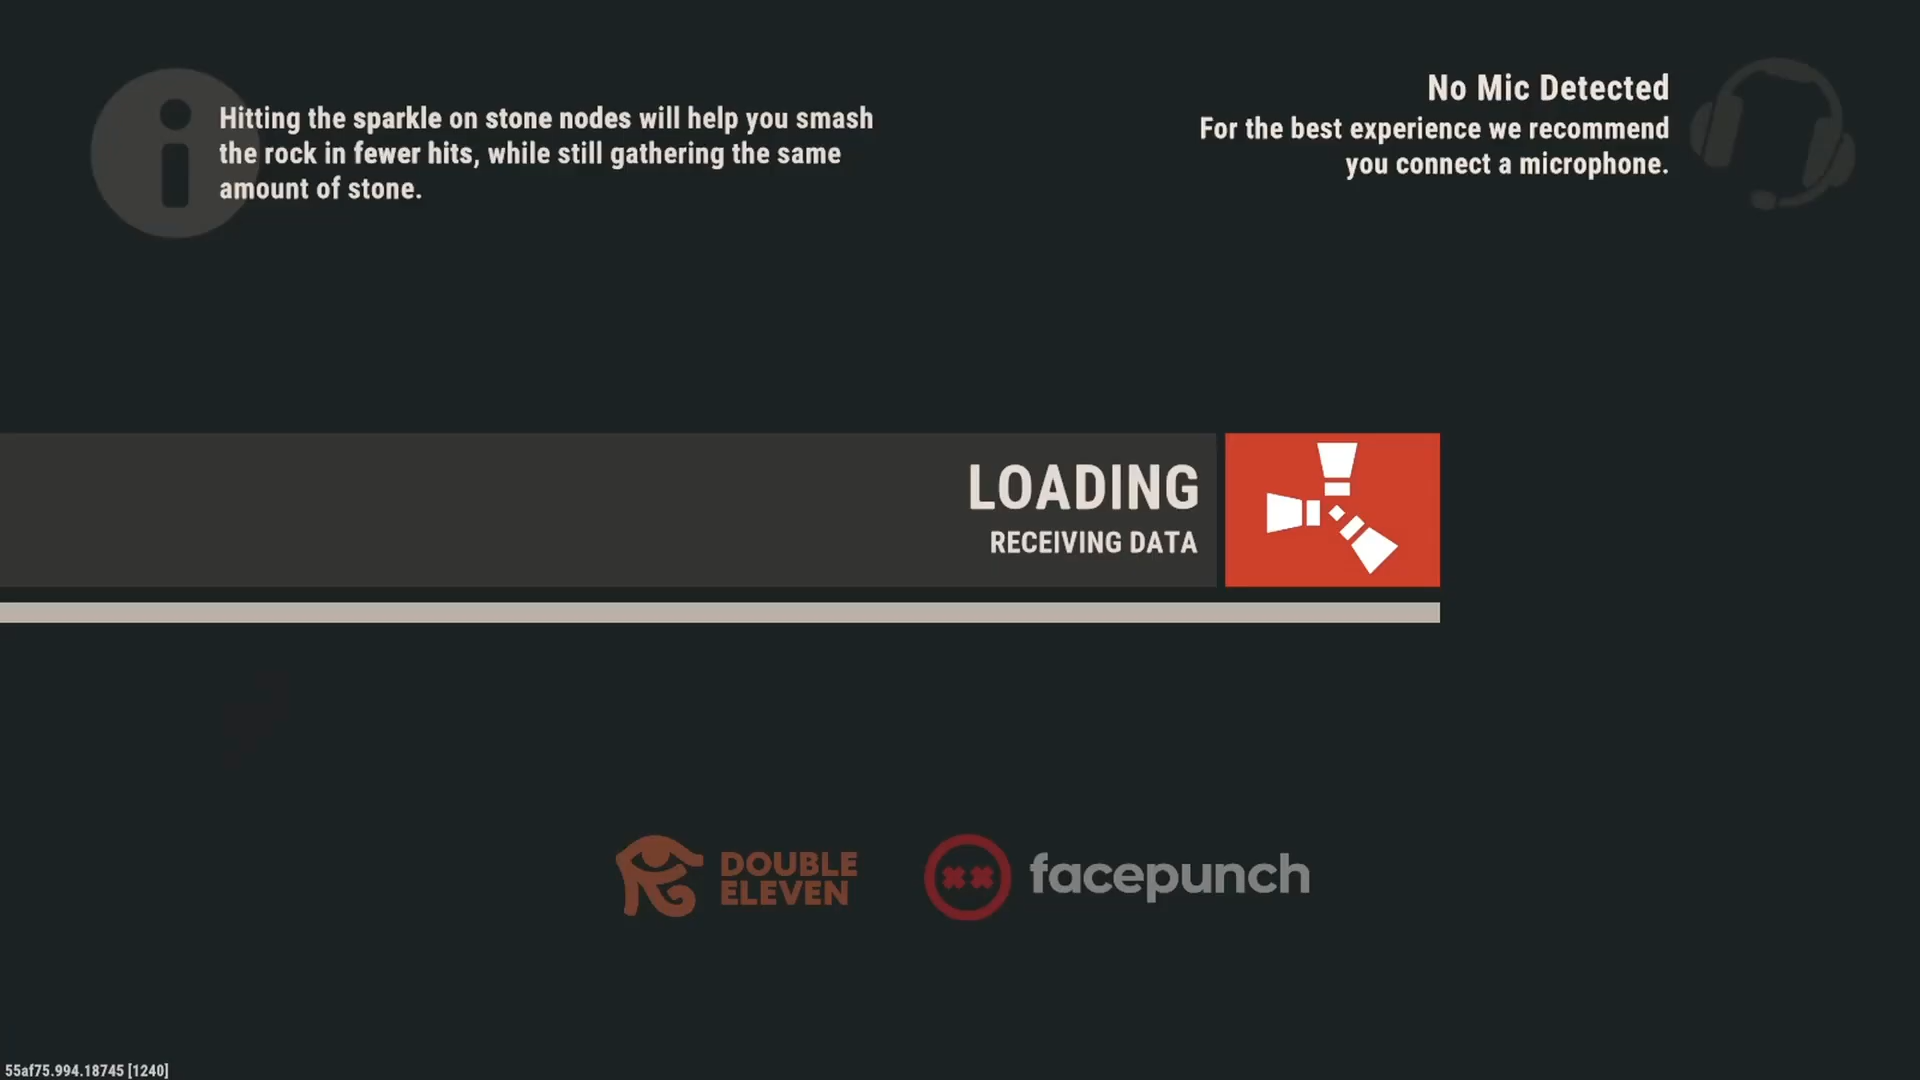 Hitting the sparkle on stone nodes will help you smash
the rock in fewer hits, while still gathering the same
amount of stone.
No Mic Detected
For the best experience we recommend
you connect a microphone.
LOADING
RECEIVING DATA
DOUBLE
ELEVEN
facepunch
55af75.994.18745 [1240]